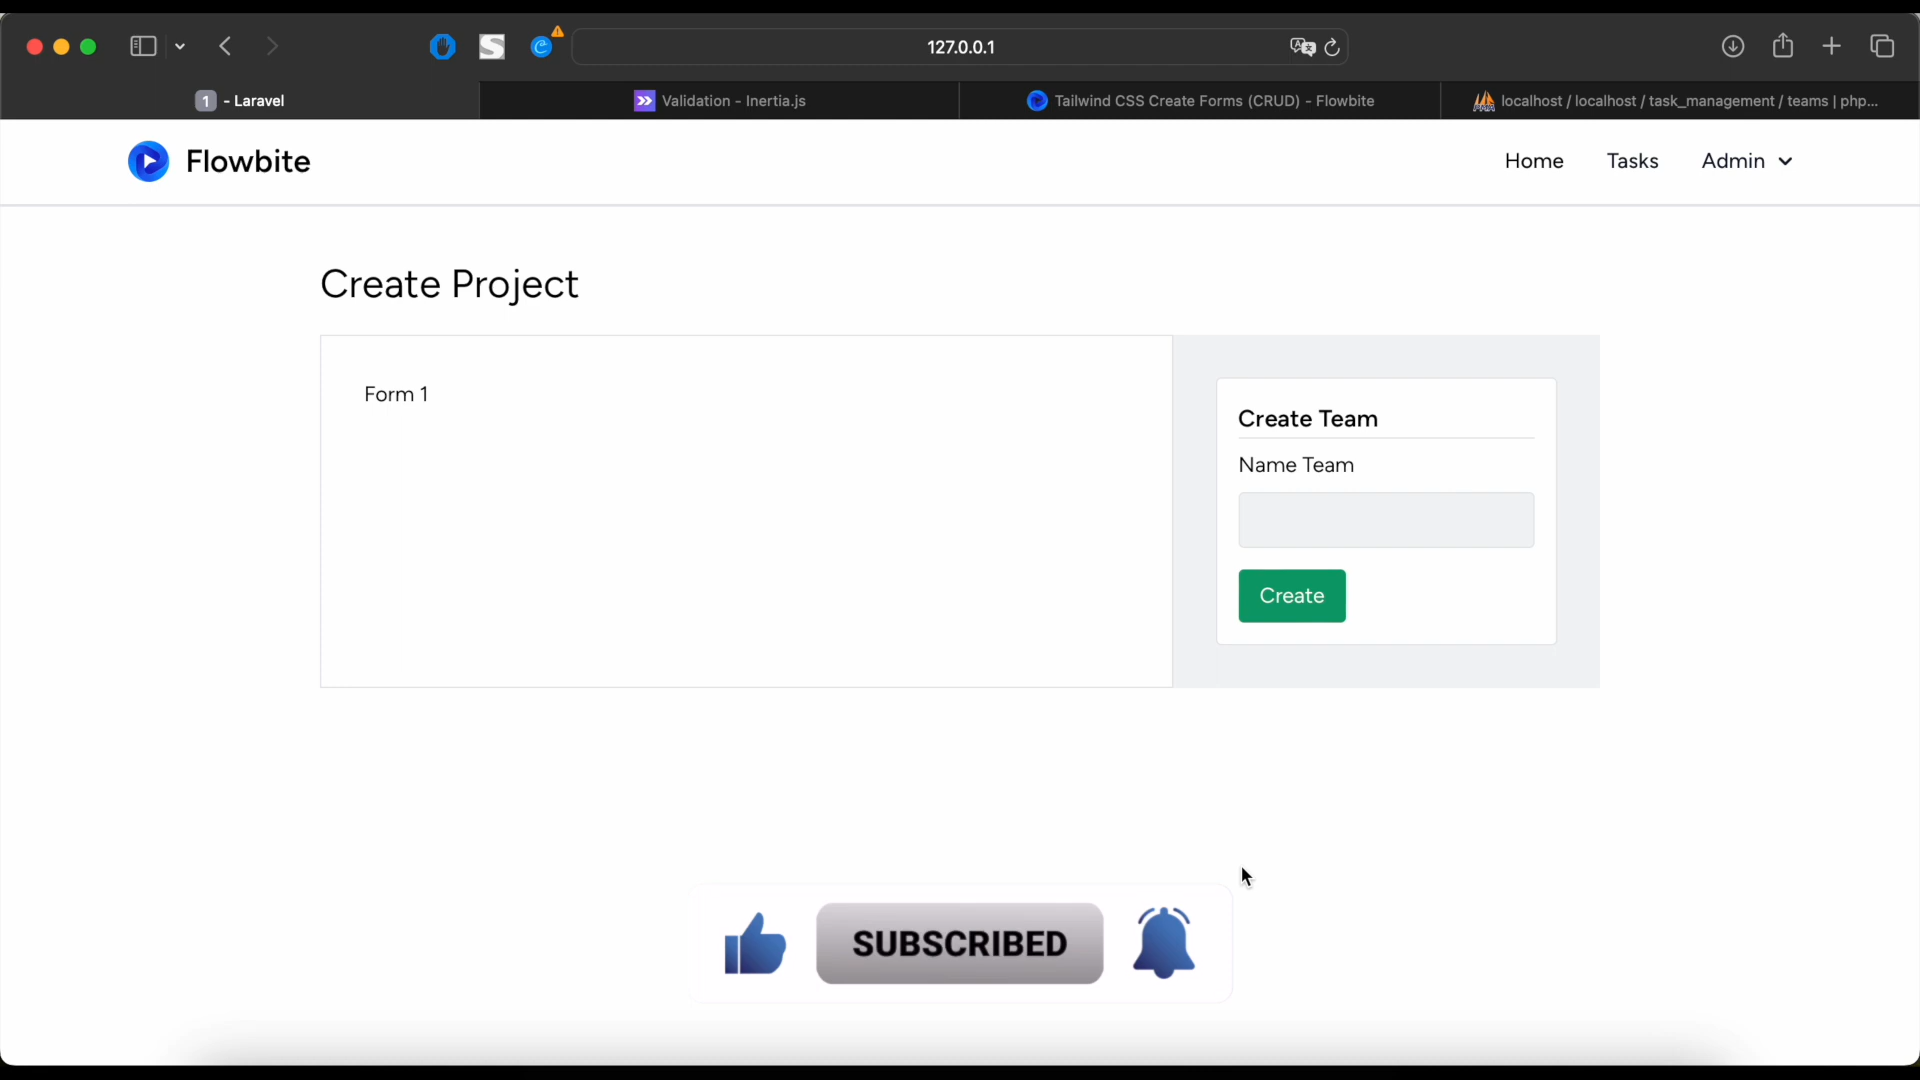 127.0.0.1
1 - Laravel
Validation - Inertia.js
Tailwind CSS Create Forms (CRUD) - Flowbite
localhost / localhost / task_management / teams | php...
Flowbite
Home
Tasks
Admin
Create Project
Form 1
Create Team
Name Team
Create
SUBSCRIBED